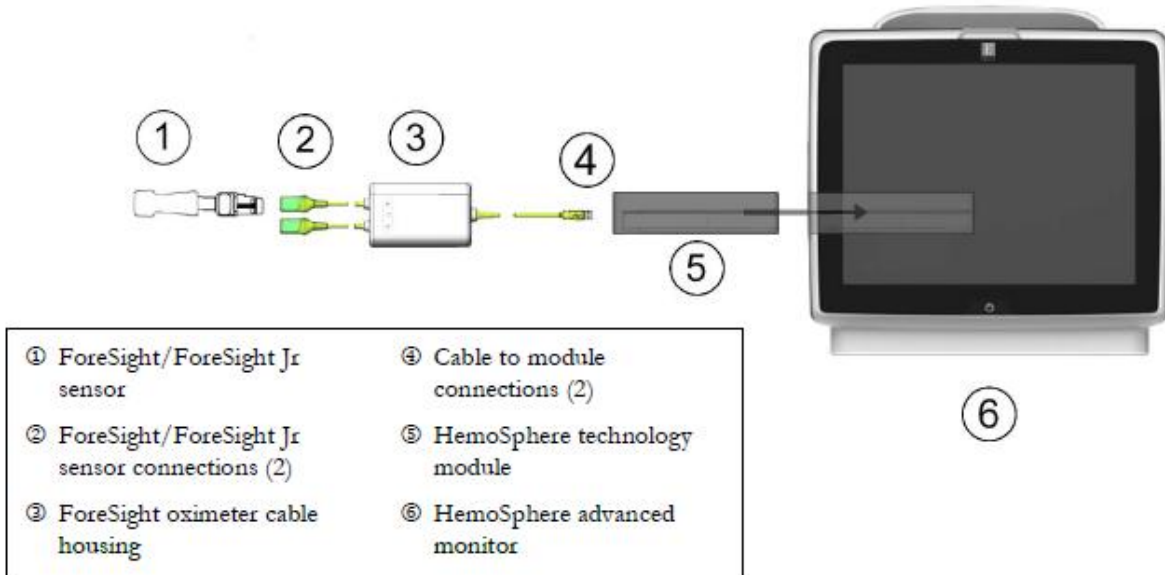 1
2
3
4
5
6
① ForeSight/ForeSight Jr
sensor
② ForeSight/ForeSight Jr
sensor connections (2)
③ ForeSight oximeter cable
housing
④ Cable to module
connections (2)
⑤ HemoSphere technology
module
⑥ HemoSphere advanced
monitor